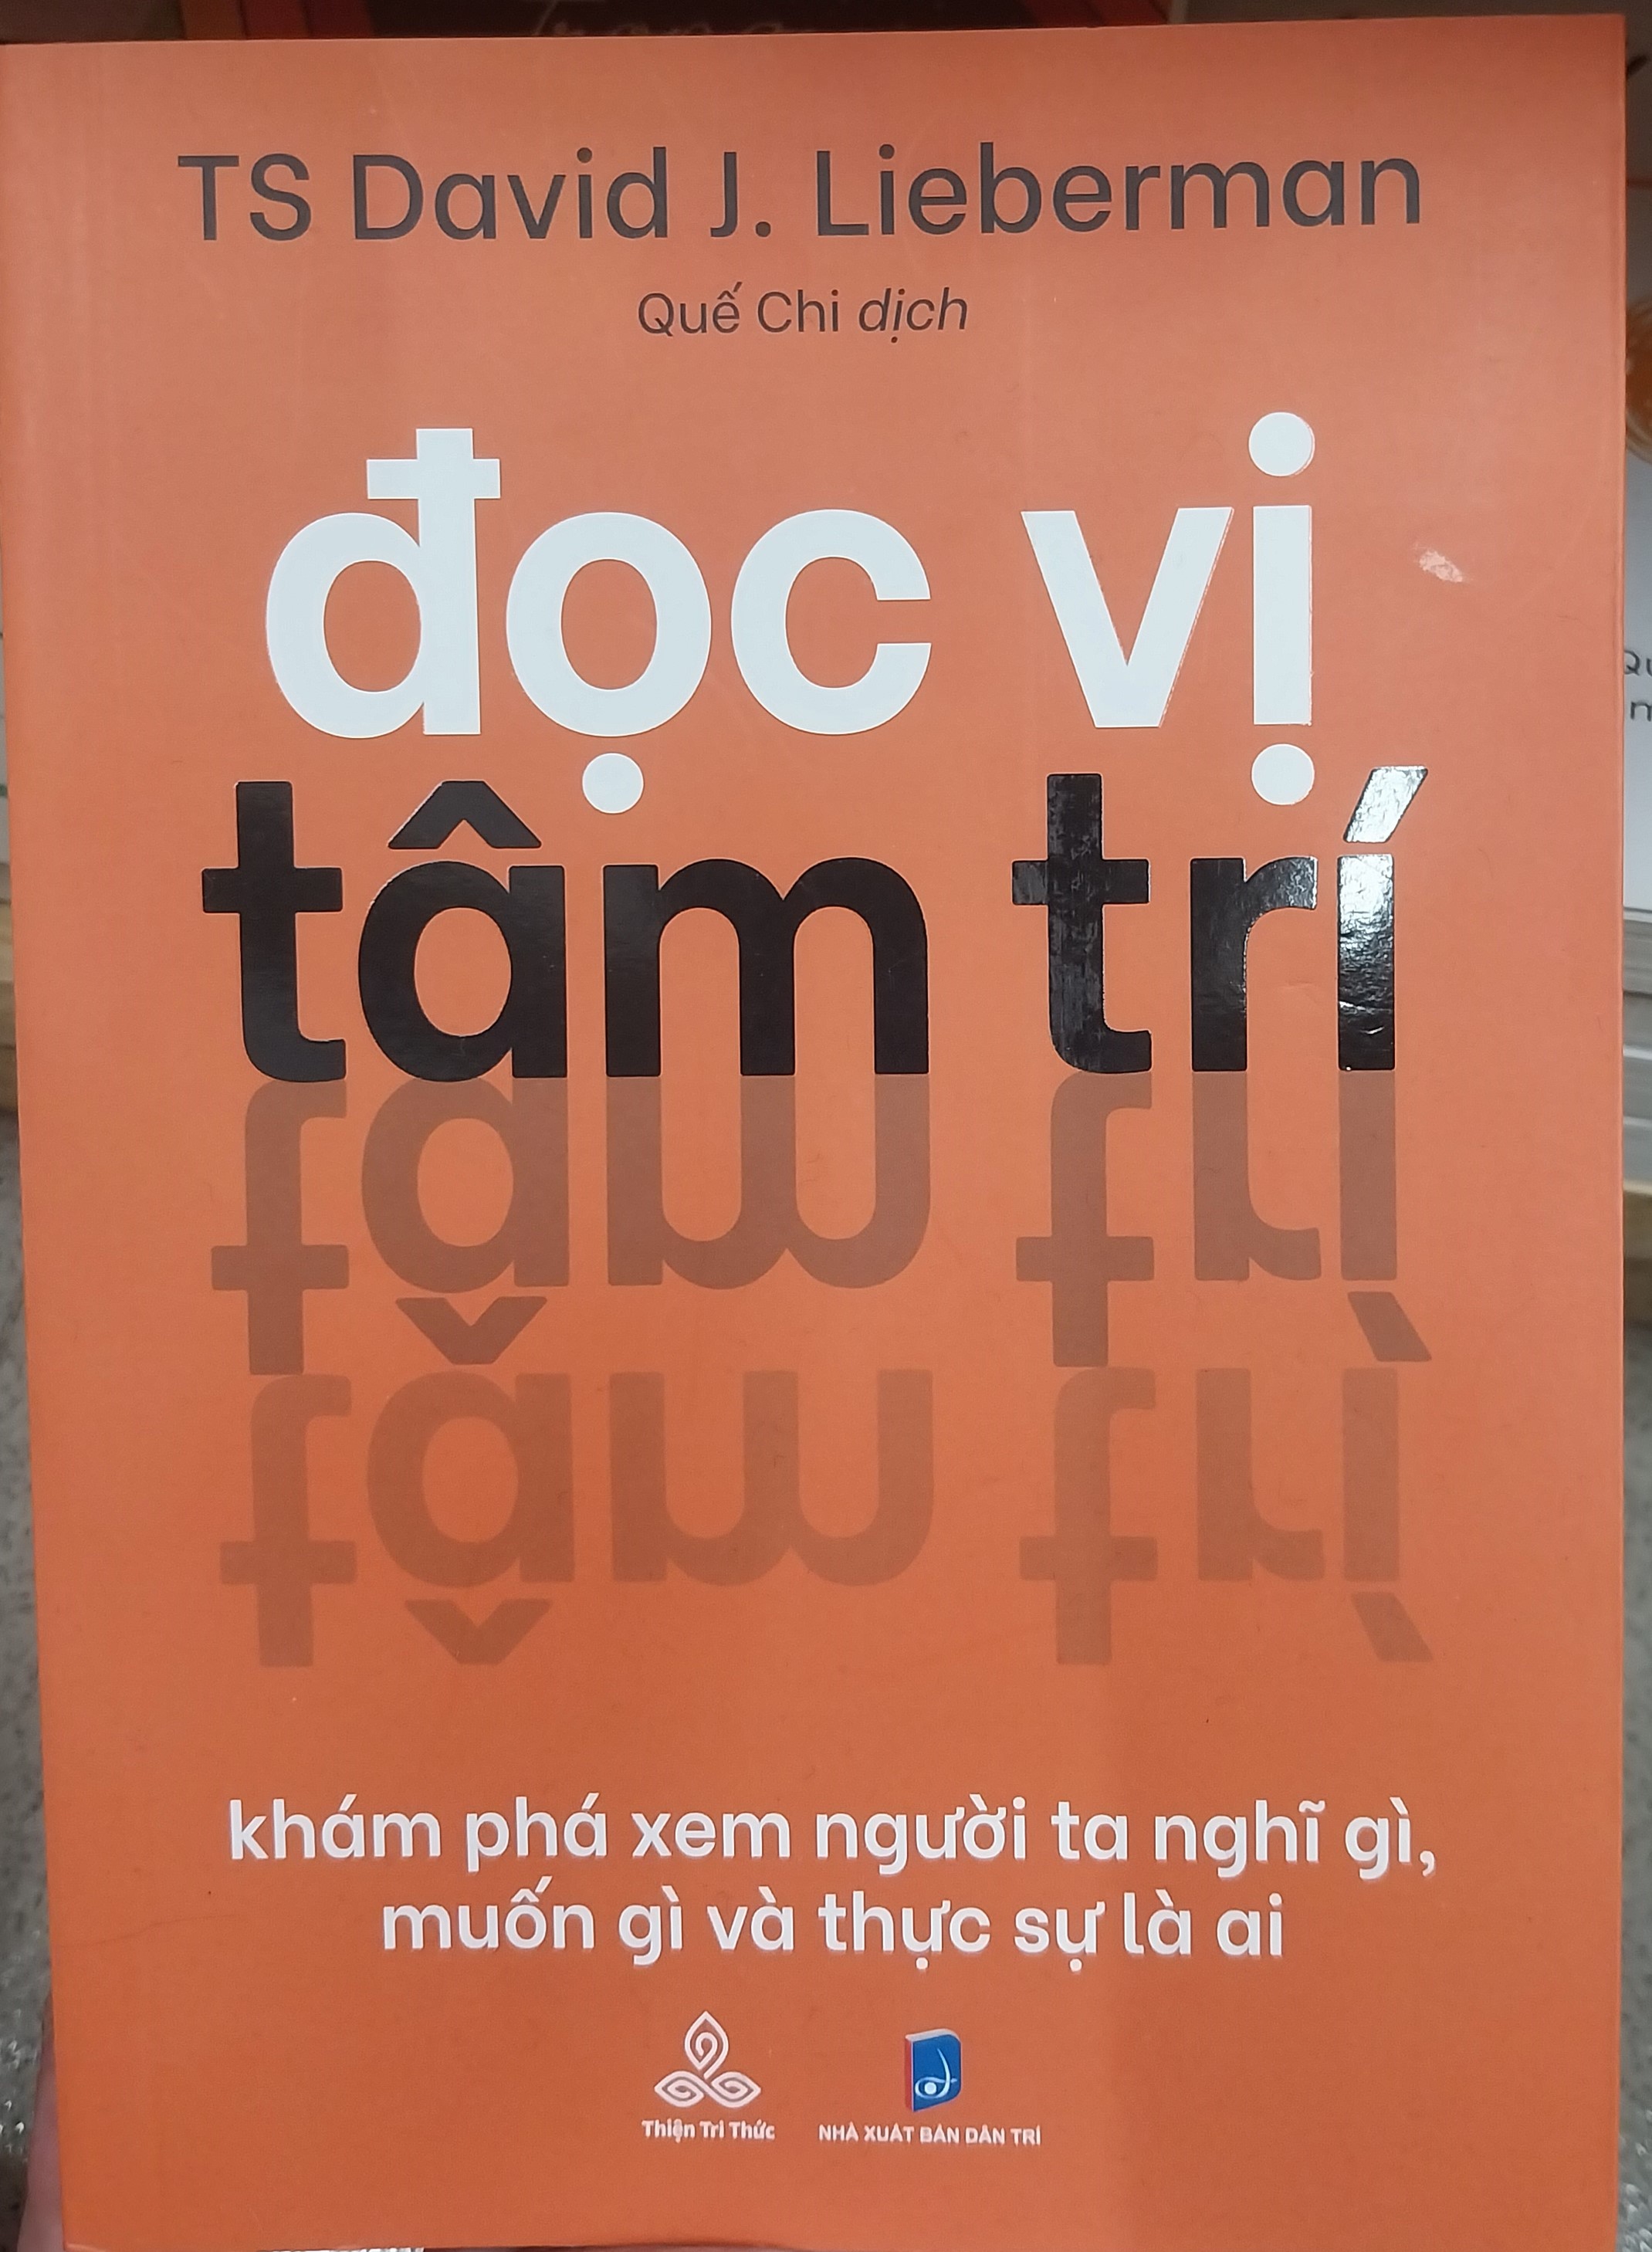 TS David J. Lieberman
Quế Chi dịch
đọc vị
tâm trí
khám phá xem người ta nghĩ gì,
muốn gì và thực sự là ai
Thiện Tri Thức
NHÀ XUẤT BẢN DÂN TRÍ